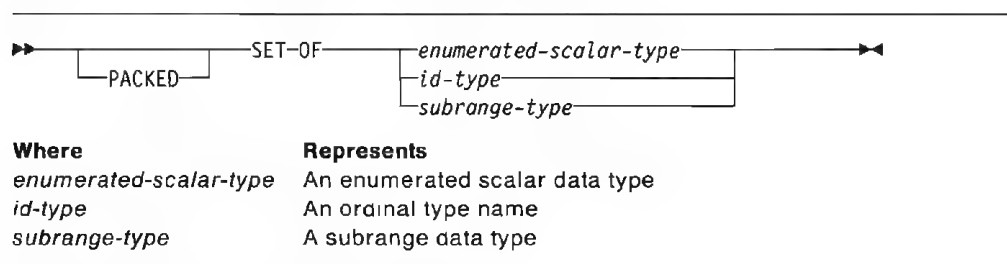 SET-OF enumerated-scalar-type
PACKED id-type
subrange-type
Where Represents
enumerated-scalar-type An enumerated scalar data type
id-type An ordinal type name
subrange-type A subrange data type